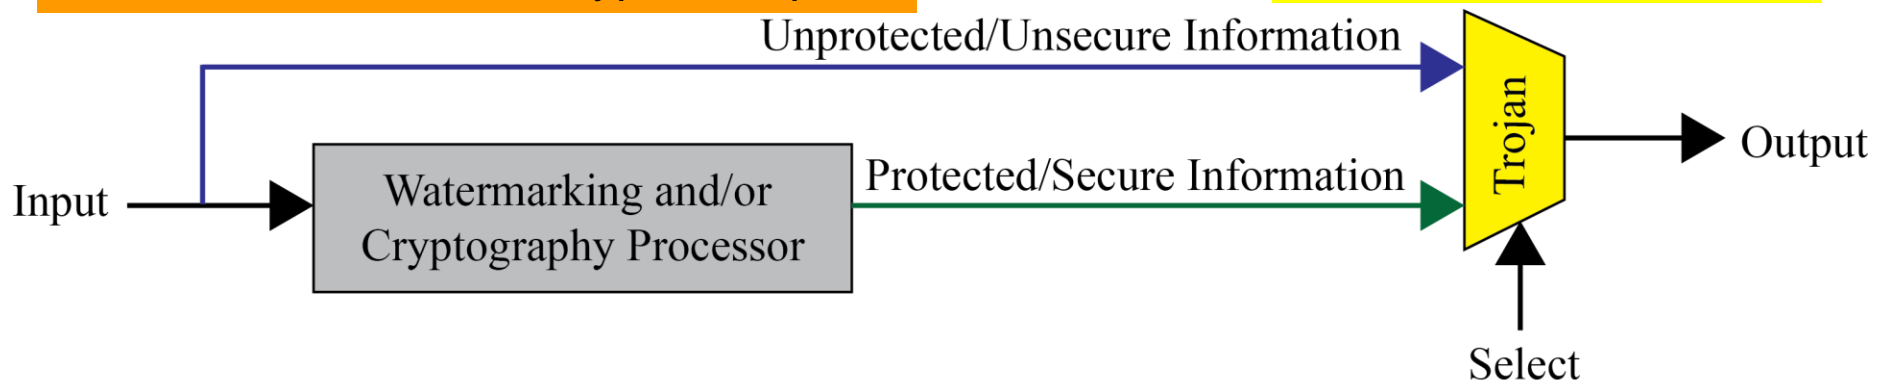 Unprotected/Unsecure Information
Trojan
Output
Protected/Secure Information
Watermarking and/or
Cryptography Processor
Input
Select